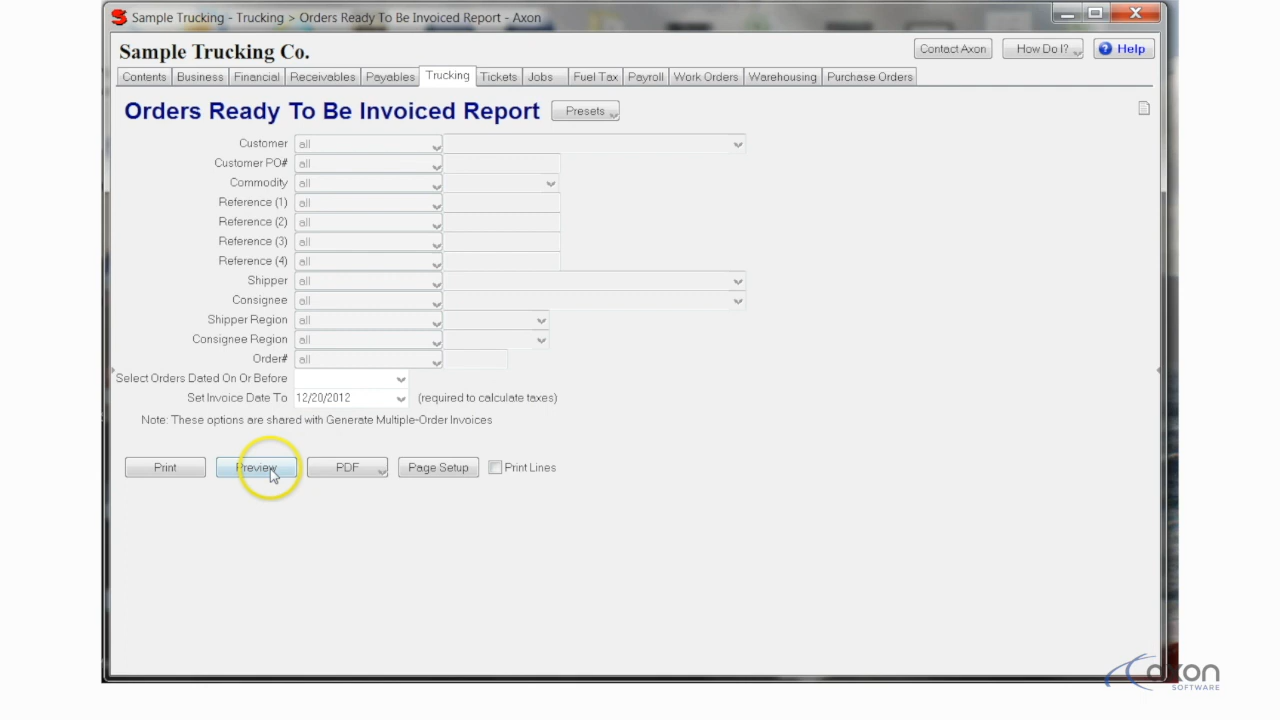 Sample Trucking - Trucking > Orders Ready To Be Invoiced Report - Axon
Sample Trucking Co.
Contact Axon How Do I? Help
Contents Business Financial Receivables Payables Trucking Tickets Jobs Fuel Tax Payroll Work Orders Warehousing Purchase Orders
Orders Ready To Be Invoiced Report Presets
Customer all
Customer PO# all
Commodity all
Reference (1) all
Reference (2) all
Reference (3) all
Reference (4) all
Shipper all
Consignee all
Shipper Region all
Consignee Region all
Order# all
Select Orders Dated On Or Before
Set Invoice Date To 12/20/2012 (required to calculate taxes)
Note: These options are shared with Generate Multiple-Order Invoices
Print Preview PDF Page Setup Print Lines
axon
SOFTWARE